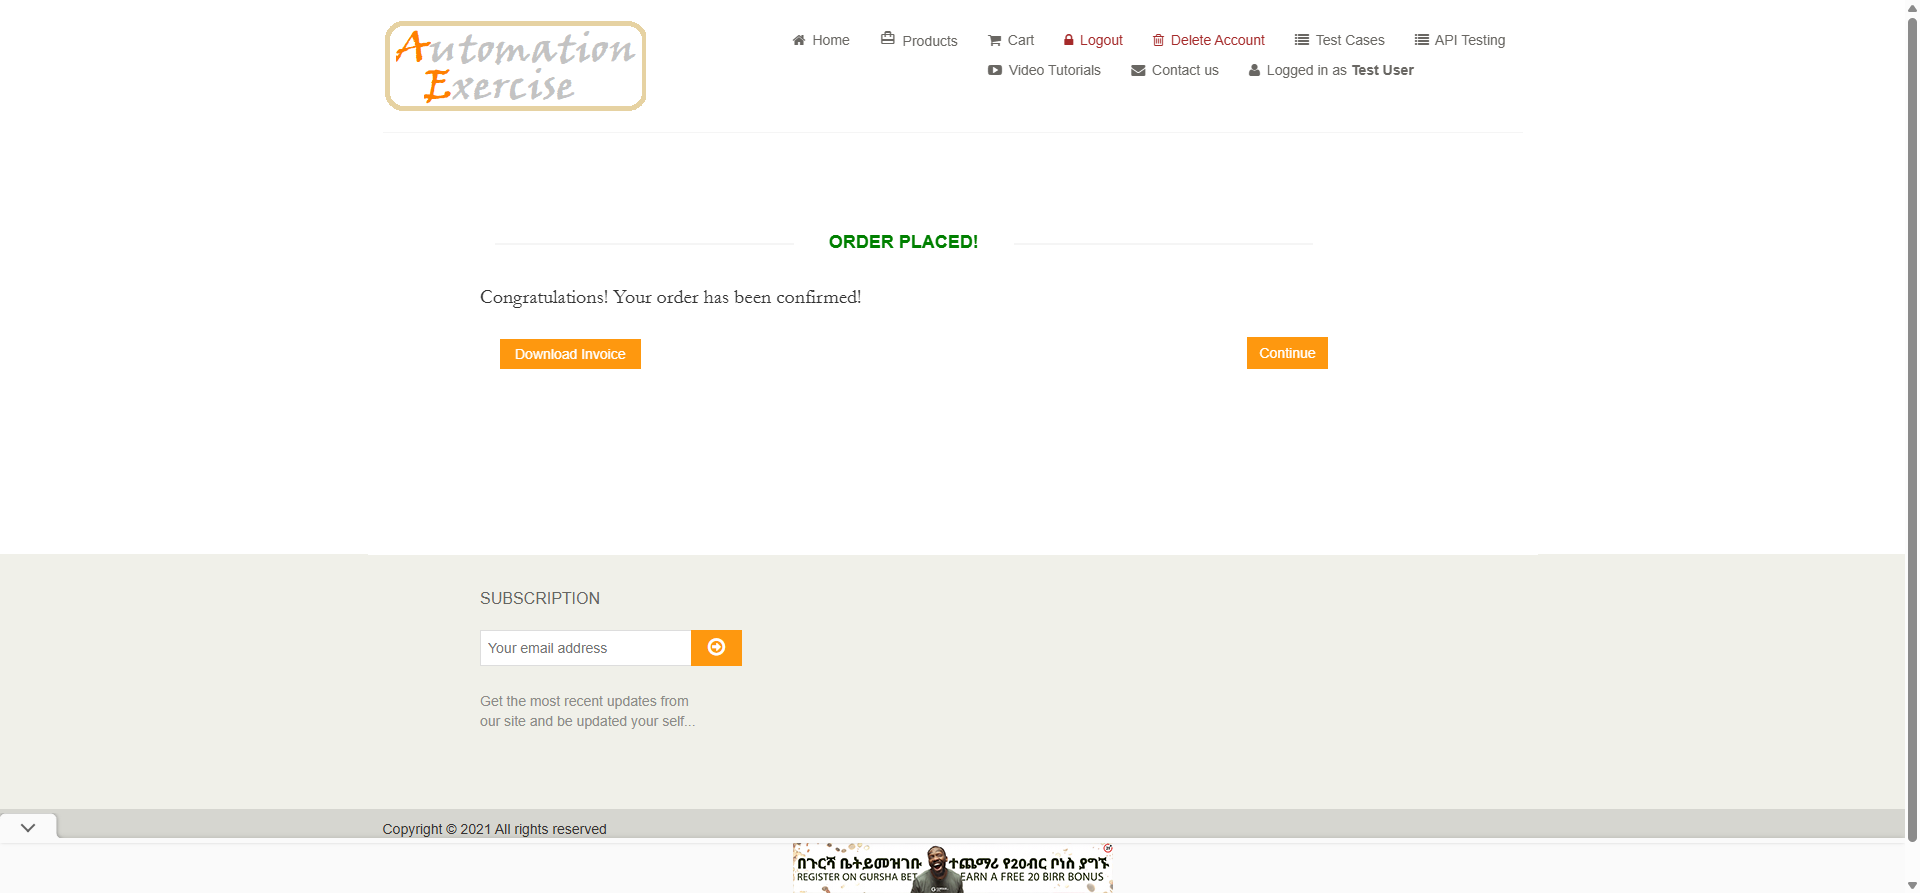 Automation
Exercise
Home
Products
Cart
Logout
Delete Account
Test Cases
API Testing
Video Tutorials
Contact us
Logged in as Test User
ORDER PLACED!
Congratulations! Your order has been confirmed!
Download Invoice
Continue
SUBSCRIPTION
Your email address
Get the most recent updates from
our site and be updated your self...
Copyright © 2021 All rights reserved
በጉርሻ ቤት ይመዝገቡ ተጨማሪ የ20ብር ቦነስ ያግኙ
REGISTER ON GURSHA BET EARN A FREE 20 BIRR BONUS